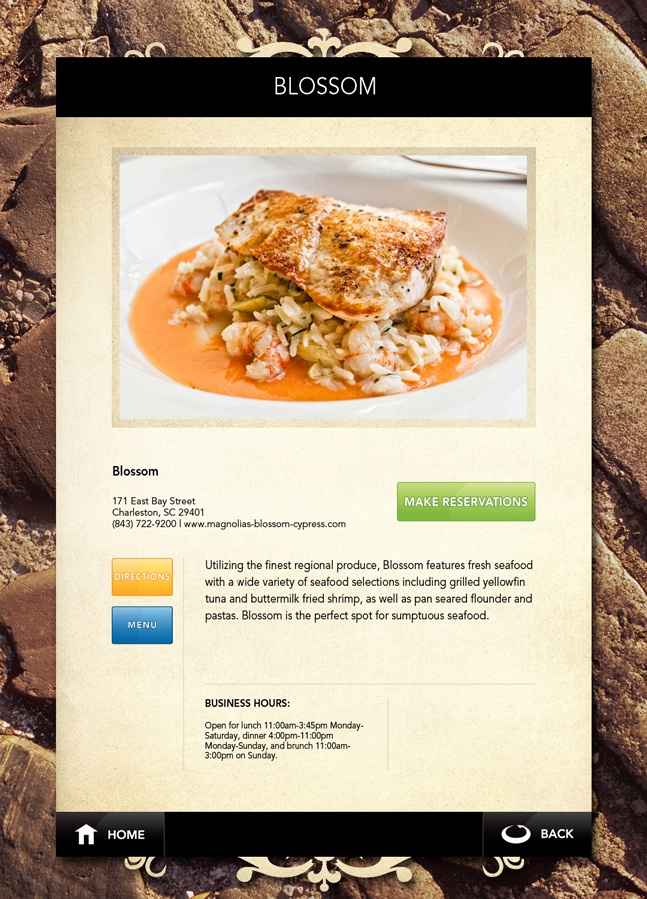 BLOSSOM
Blossom
171 East Bay Street
Charleston, SC 29401
(843) 722-9200 | www.magnolias-blossom-cypress.com
MAKE RESERVATIONS
DIRECTIONS
MENU
Utilizing the finest regional produce, Blossom features fresh seafood
with a wide variety of seafood selections including grilled yellowfin
tuna and buttermilk fried shrimp, as well as pan seared flounder and
pastas. Blossom is the perfect spot for sumptuous seafood.
BUSINESS HOURS:
Open for lunch 11:00am-3:45pm Monday-
Saturday, dinner 4:00pm-11:00pm
Monday-Sunday, and brunch 11:00am-
3:00pm on Sunday.
HOME
BACK